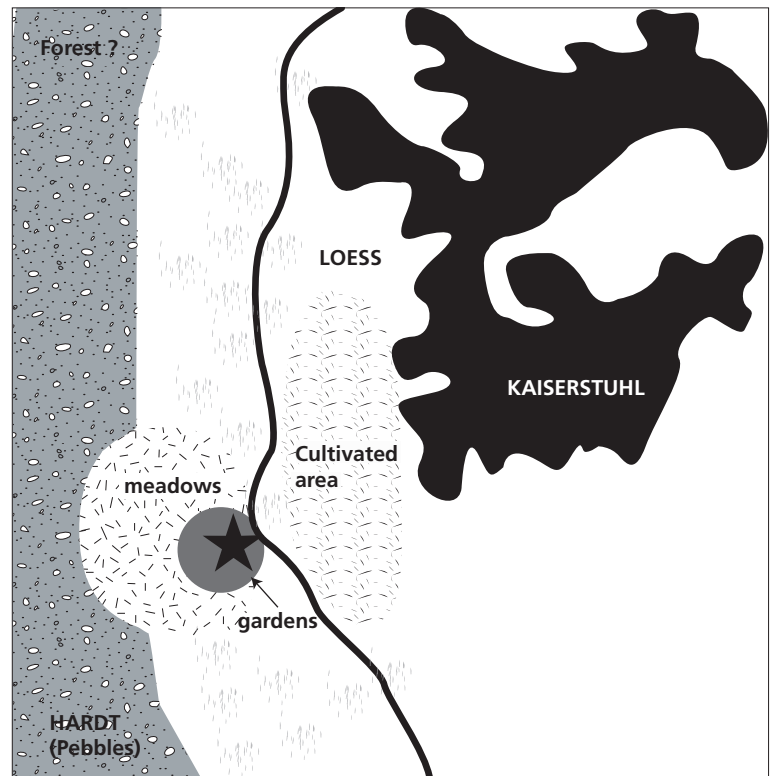 Forest ?
LOESS
KAISERSTUHL
Cultivated
area
meadows
gardens
HARDT
(Pebbles)